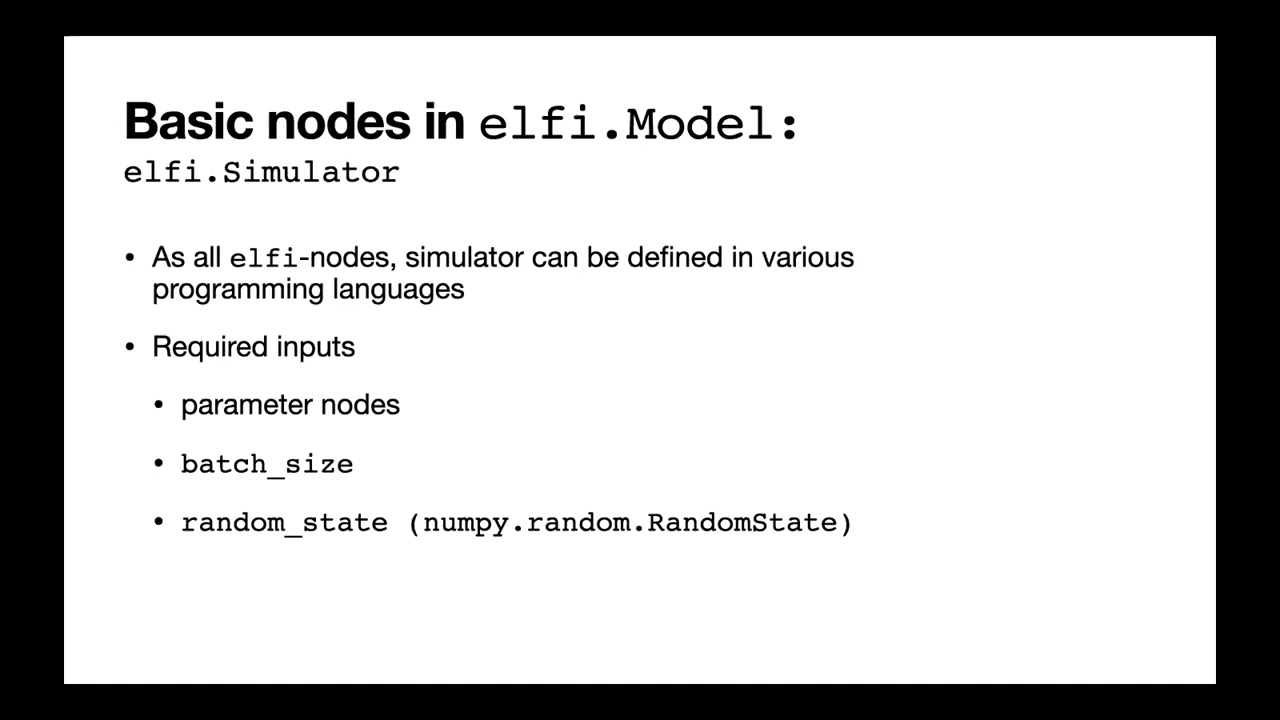 Basic nodes in elfi.Model:
elfi.Simulator
• As all elfi-nodes, simulator can be defined in various
programming languages
• Required inputs
• parameter nodes
• batch_size
• random_state (numpy.random.RandomState)